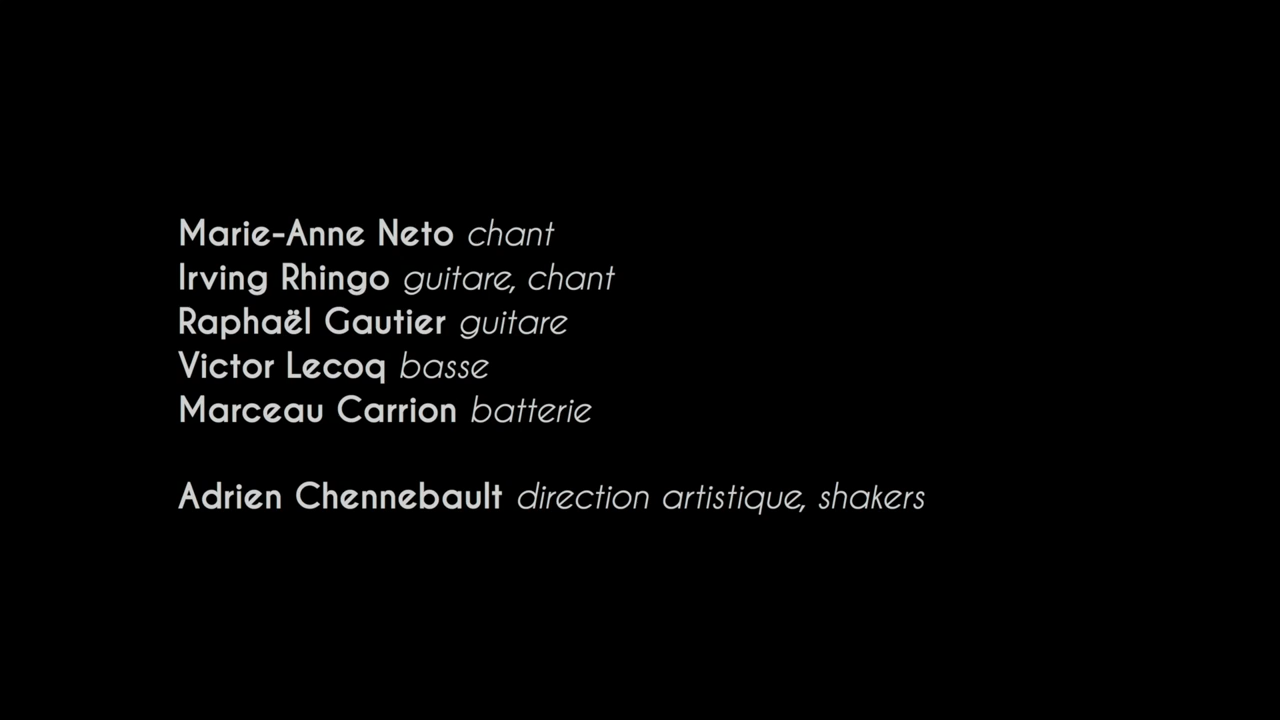 Marie-Anne Neto chant
Irving Rhingo guitare, chant
Raphaël Gautier guitare
Victor Lecoq basse
Marceau Carrion batterie
Adrien Chennebault direction artistique, shakers